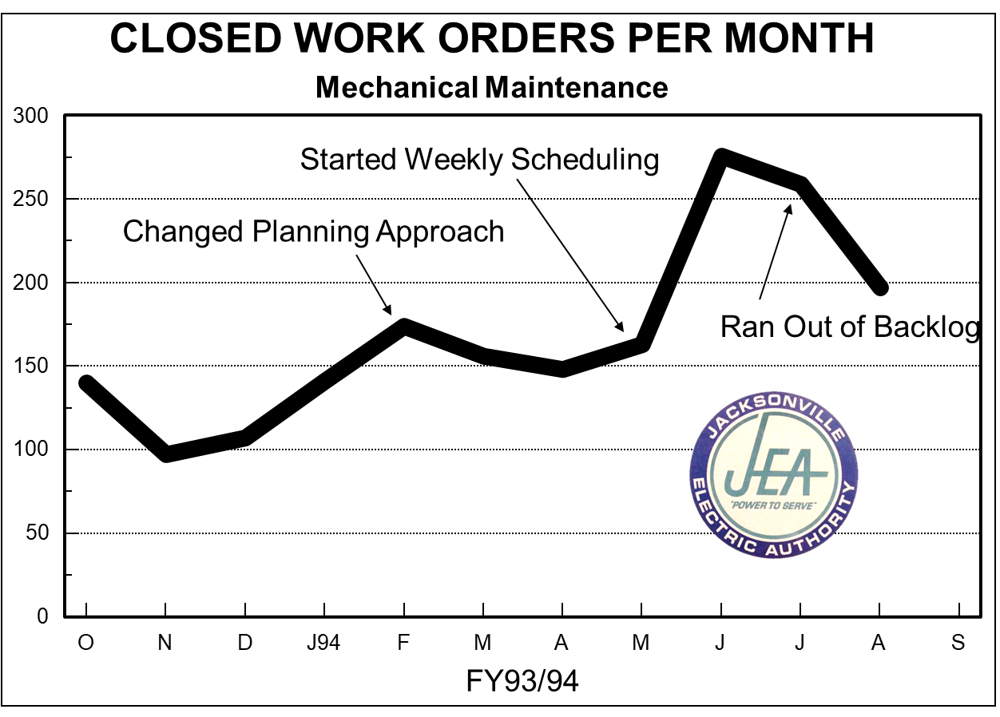 CLOSED WORK ORDERS PER MONTH
Mechanical Maintenance
300
250
200
150
100
50
0
Started Weekly Scheduling
Changed Planning Approach
Ran Out of Backlog
JACKSONVILLE
JEA
"POWER TO SERVE"
ELECTRIC AUTHORITY
O N D J94 F M A M J J A S
FY93/94